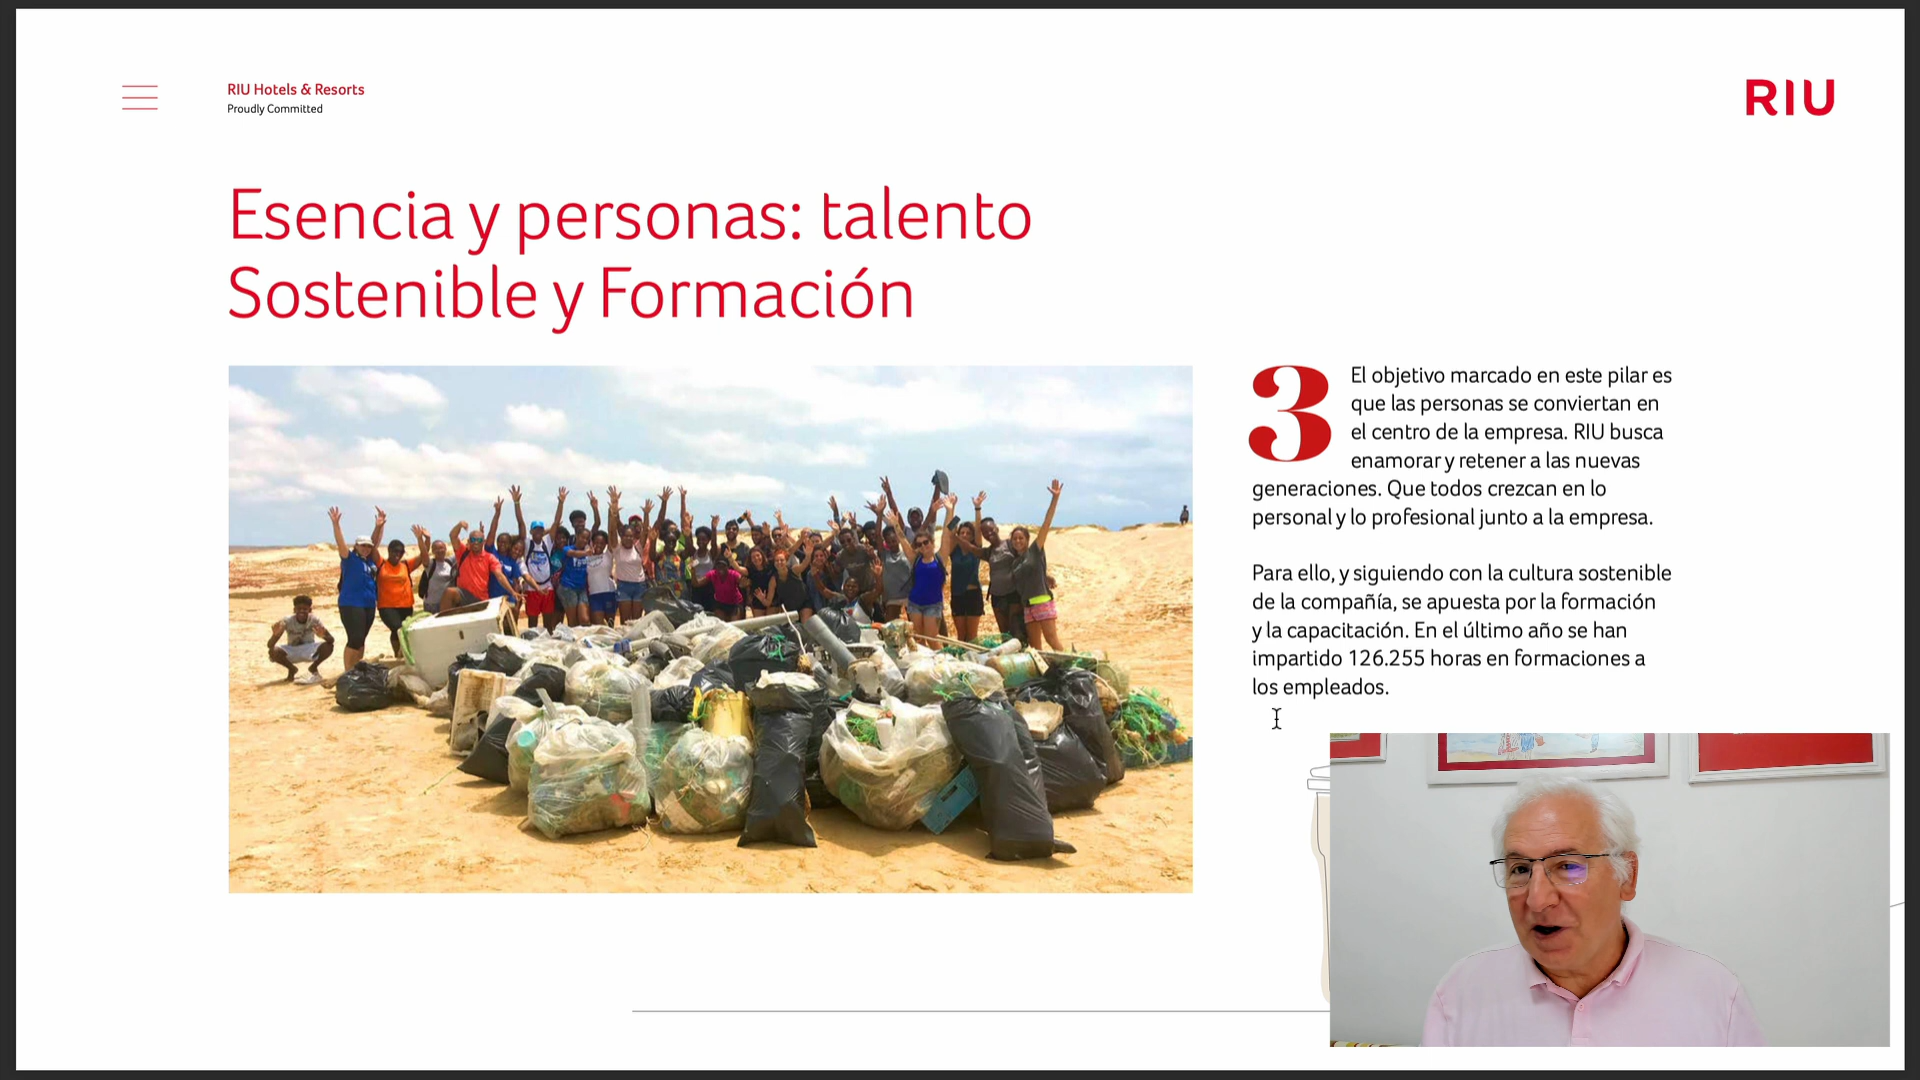 RIU Hotels & Resorts
Proudly Committed
RIU
Esencia y personas: talento
Sostenible y Formación
3
El objetivo marcado en este pilar es
que las personas se conviertan en
el centro de la empresa. RIU busca
enamorar y retener a las nuevas
generaciones. Que todos crezcan en lo
personal y lo profesional junto a la empresa.
Para ello, y siguiendo con la cultura sostenible
de la compañía, se apuesta por la formación
y la capacitación. En el último año se han
impartido 126.255 horas en formaciones a
los empleados.